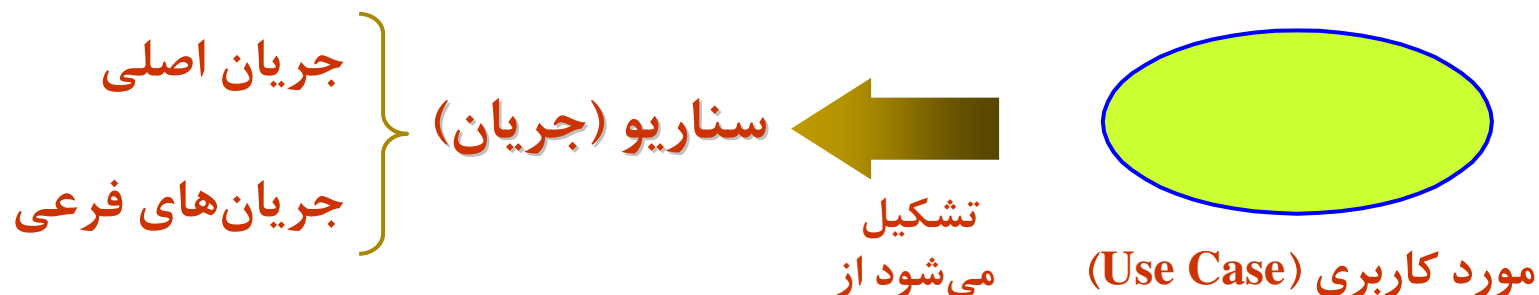 مورد کاربری (Use Case)
تشکیل
می‌شود از
سناریو (جریان)
جریان اصلی
جریان‌های فرعی